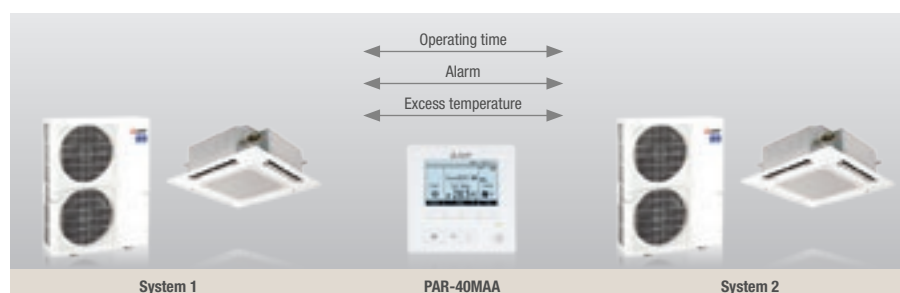 Operating time
Alarm
Excess temperature
System 1
PAR-40MAA
System 2